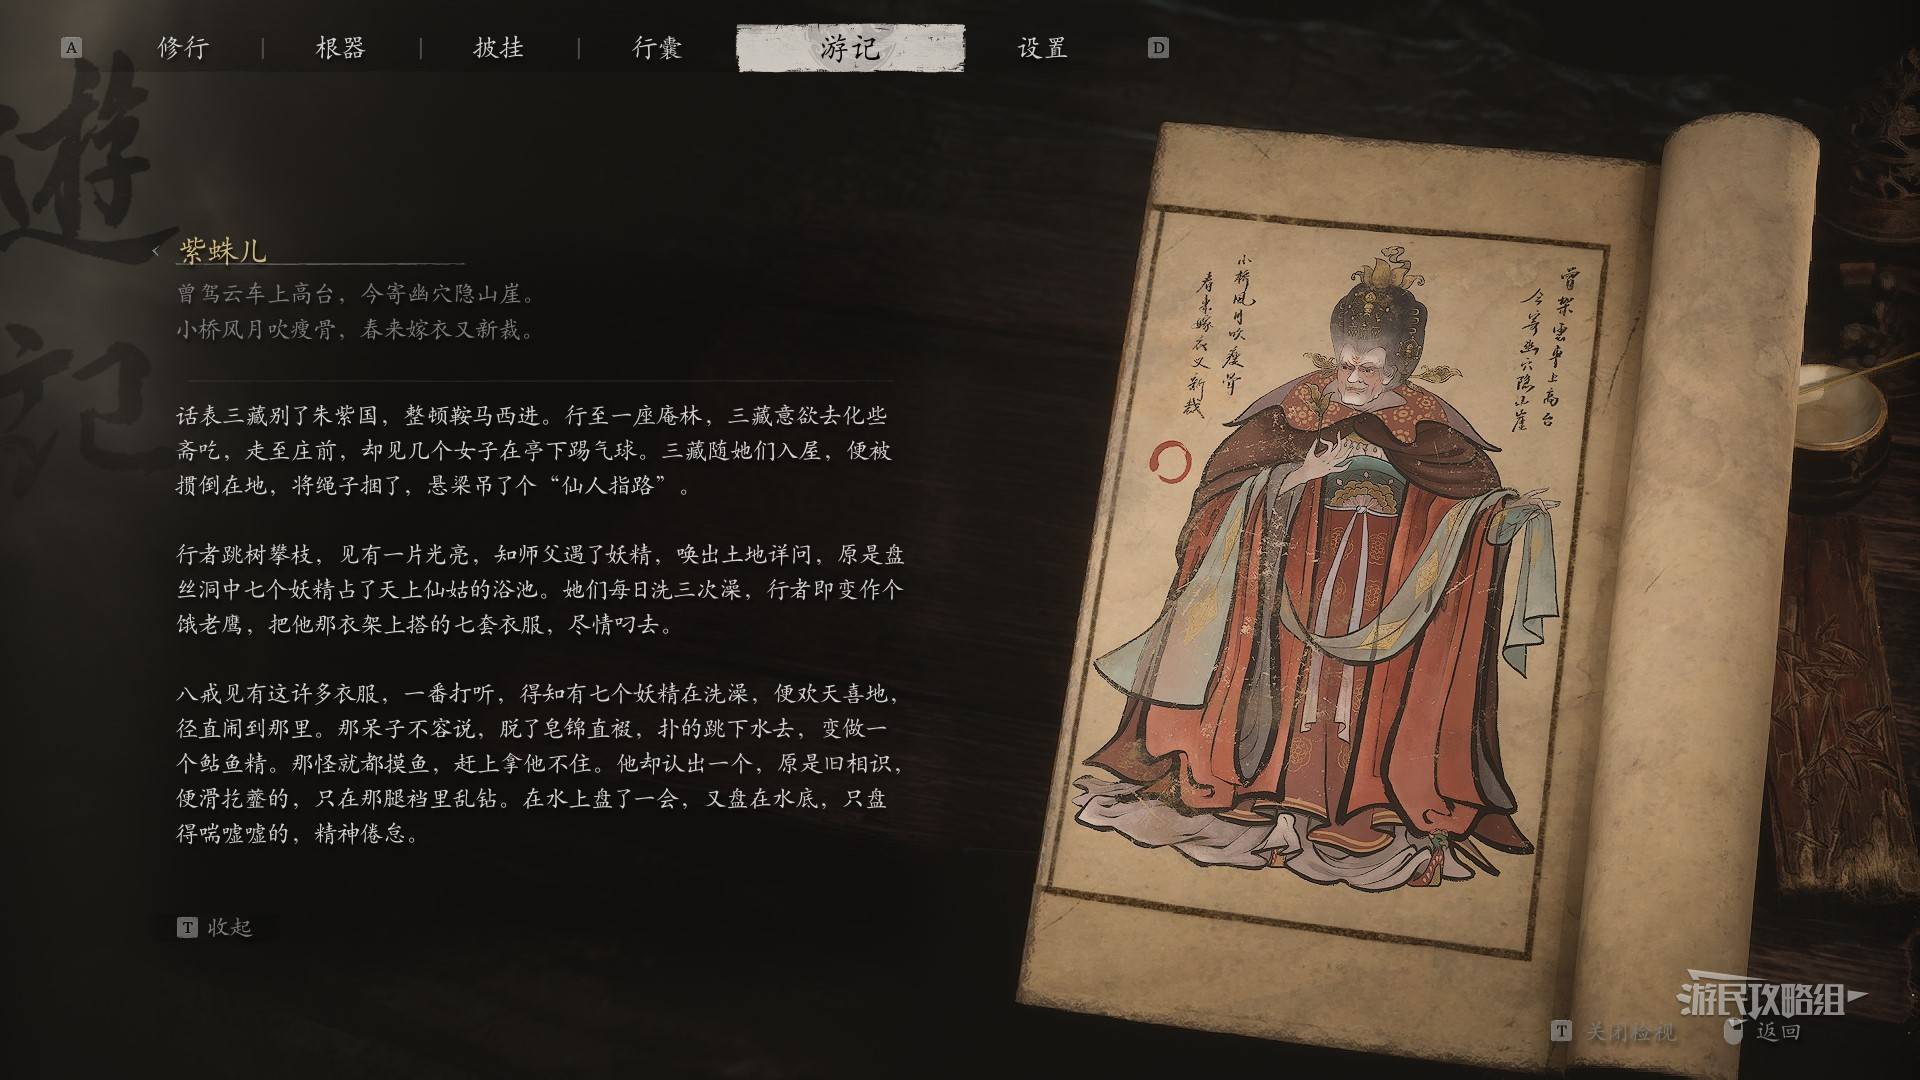 A 修行 | 根器 | 披挂 | 行囊 游记 设置 D
遊記
紫蛛儿
曾驾云车上高台，今寄幽穴隐山崖。
小桥风月吹瘦骨，春来嫁衣又新裁。
话表三藏别了朱紫国，整顿鞍马西进。行至一座庵林，三藏意欲去化些
斋吃，走至庄前，却见几个女子在亭下踢气球。三藏随她们入屋，便被
掼倒在地，将绳子捆了，悬梁吊了个“仙人指路”。
行者跳树攀枝，见有一片光亮，知师父遇了妖精，唤出土地详问，原是盘
丝洞中七个妖精占了天上仙姑的浴池。她们每日洗三次澡，行者即变作个
饿老鹰，把他那衣架上搭的七套衣服，尽情叼去。
八戒见有这许多衣服，一番打听，得知有七个妖精在洗澡，便欢天喜地，
径直闹到那里。那呆子不容说，脱了皂锦直裰，扑的跳下水去，变做一
个鲇鱼精。那怪就都摸鱼，赶上拿他不住。他却认出一个，原是旧相识，
便滑扢虀的，只在那腿裆里乱钻。在水上盘了一会，又盘在水底，只盘
得喘嘘嘘的，精神倦怠。
T 收起
曾駕雲車上高台
今寄幽穴隐山崖
小桥風月吹瘦骨
春来嫁衣又新裁
游民攻略组
T 关闭检视 返回